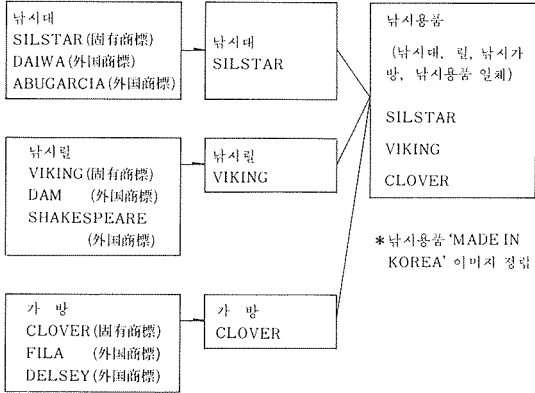 낚시대
SILSTAR (固有商標)
DAIWA (外国商標)
ABUGARCIA (外国商標)
낚시대
SILSTAR
낚시용품
(낚시대, 릴, 낚시가
방, 낚시용품 일체)
SILSTAR
VIKING
CLOVER
낚시릴
VIKING (固有商標)
DAM (外国商標)
SHAKESPEARE
(外国商標)
낚시릴
VIKING
*낚시용품 'MADE IN
KOREA' 이미지 정립
가 방
CLOVER (固有商標)
FILA (外国商標)
DELSEY (外国商標)
가 방
CLOVER